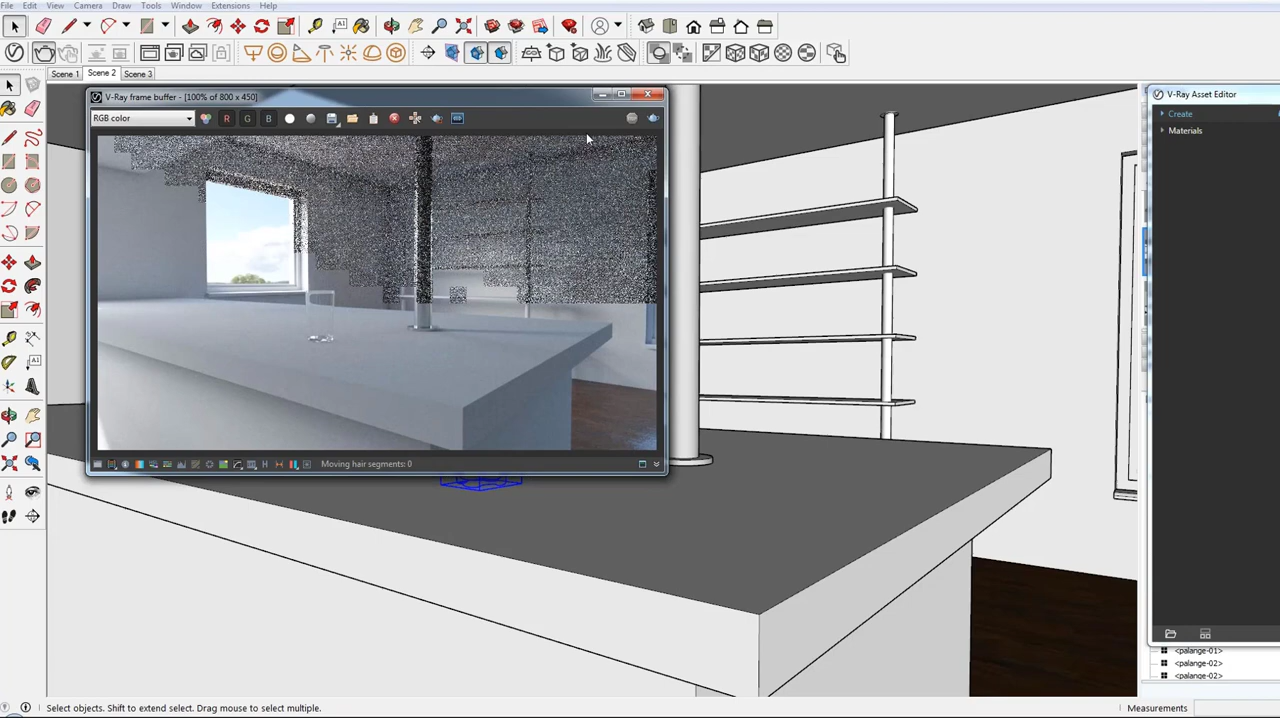 File Edit View Camera Draw Tools Window Extensions Help
Scene 1 Scene 2 Scene 3
V-Ray frame buffer - [100% of 800 x 450]
RGB color
R G B
Moving hair segments: 0
V-Ray Asset Editor
Create
Materials
<palange-01>
<palange-02>
<palange-02>
Select objects. Shift to extend select. Drag mouse to select multiple.
Measurements